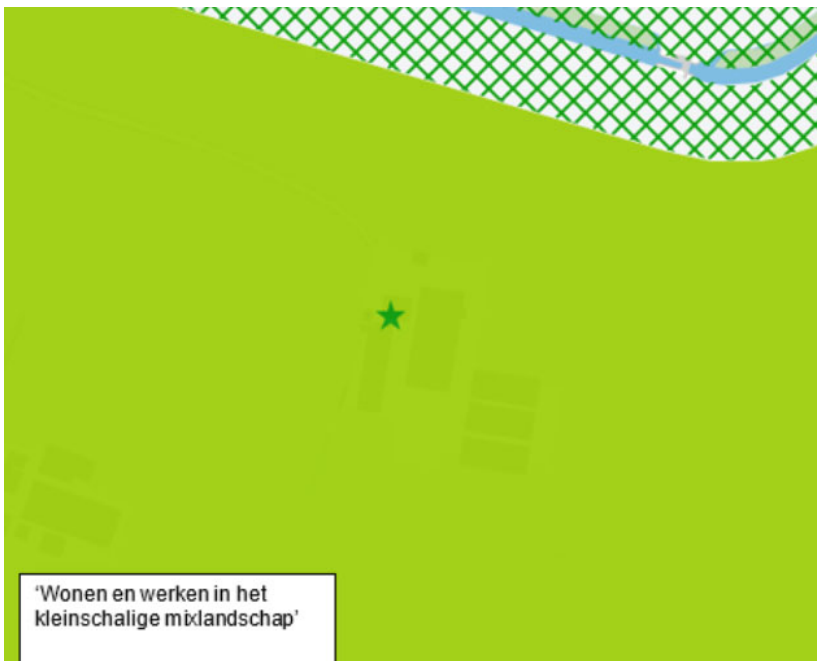 ‘Wonen en werken in het
kleinschalige mixlandschap’